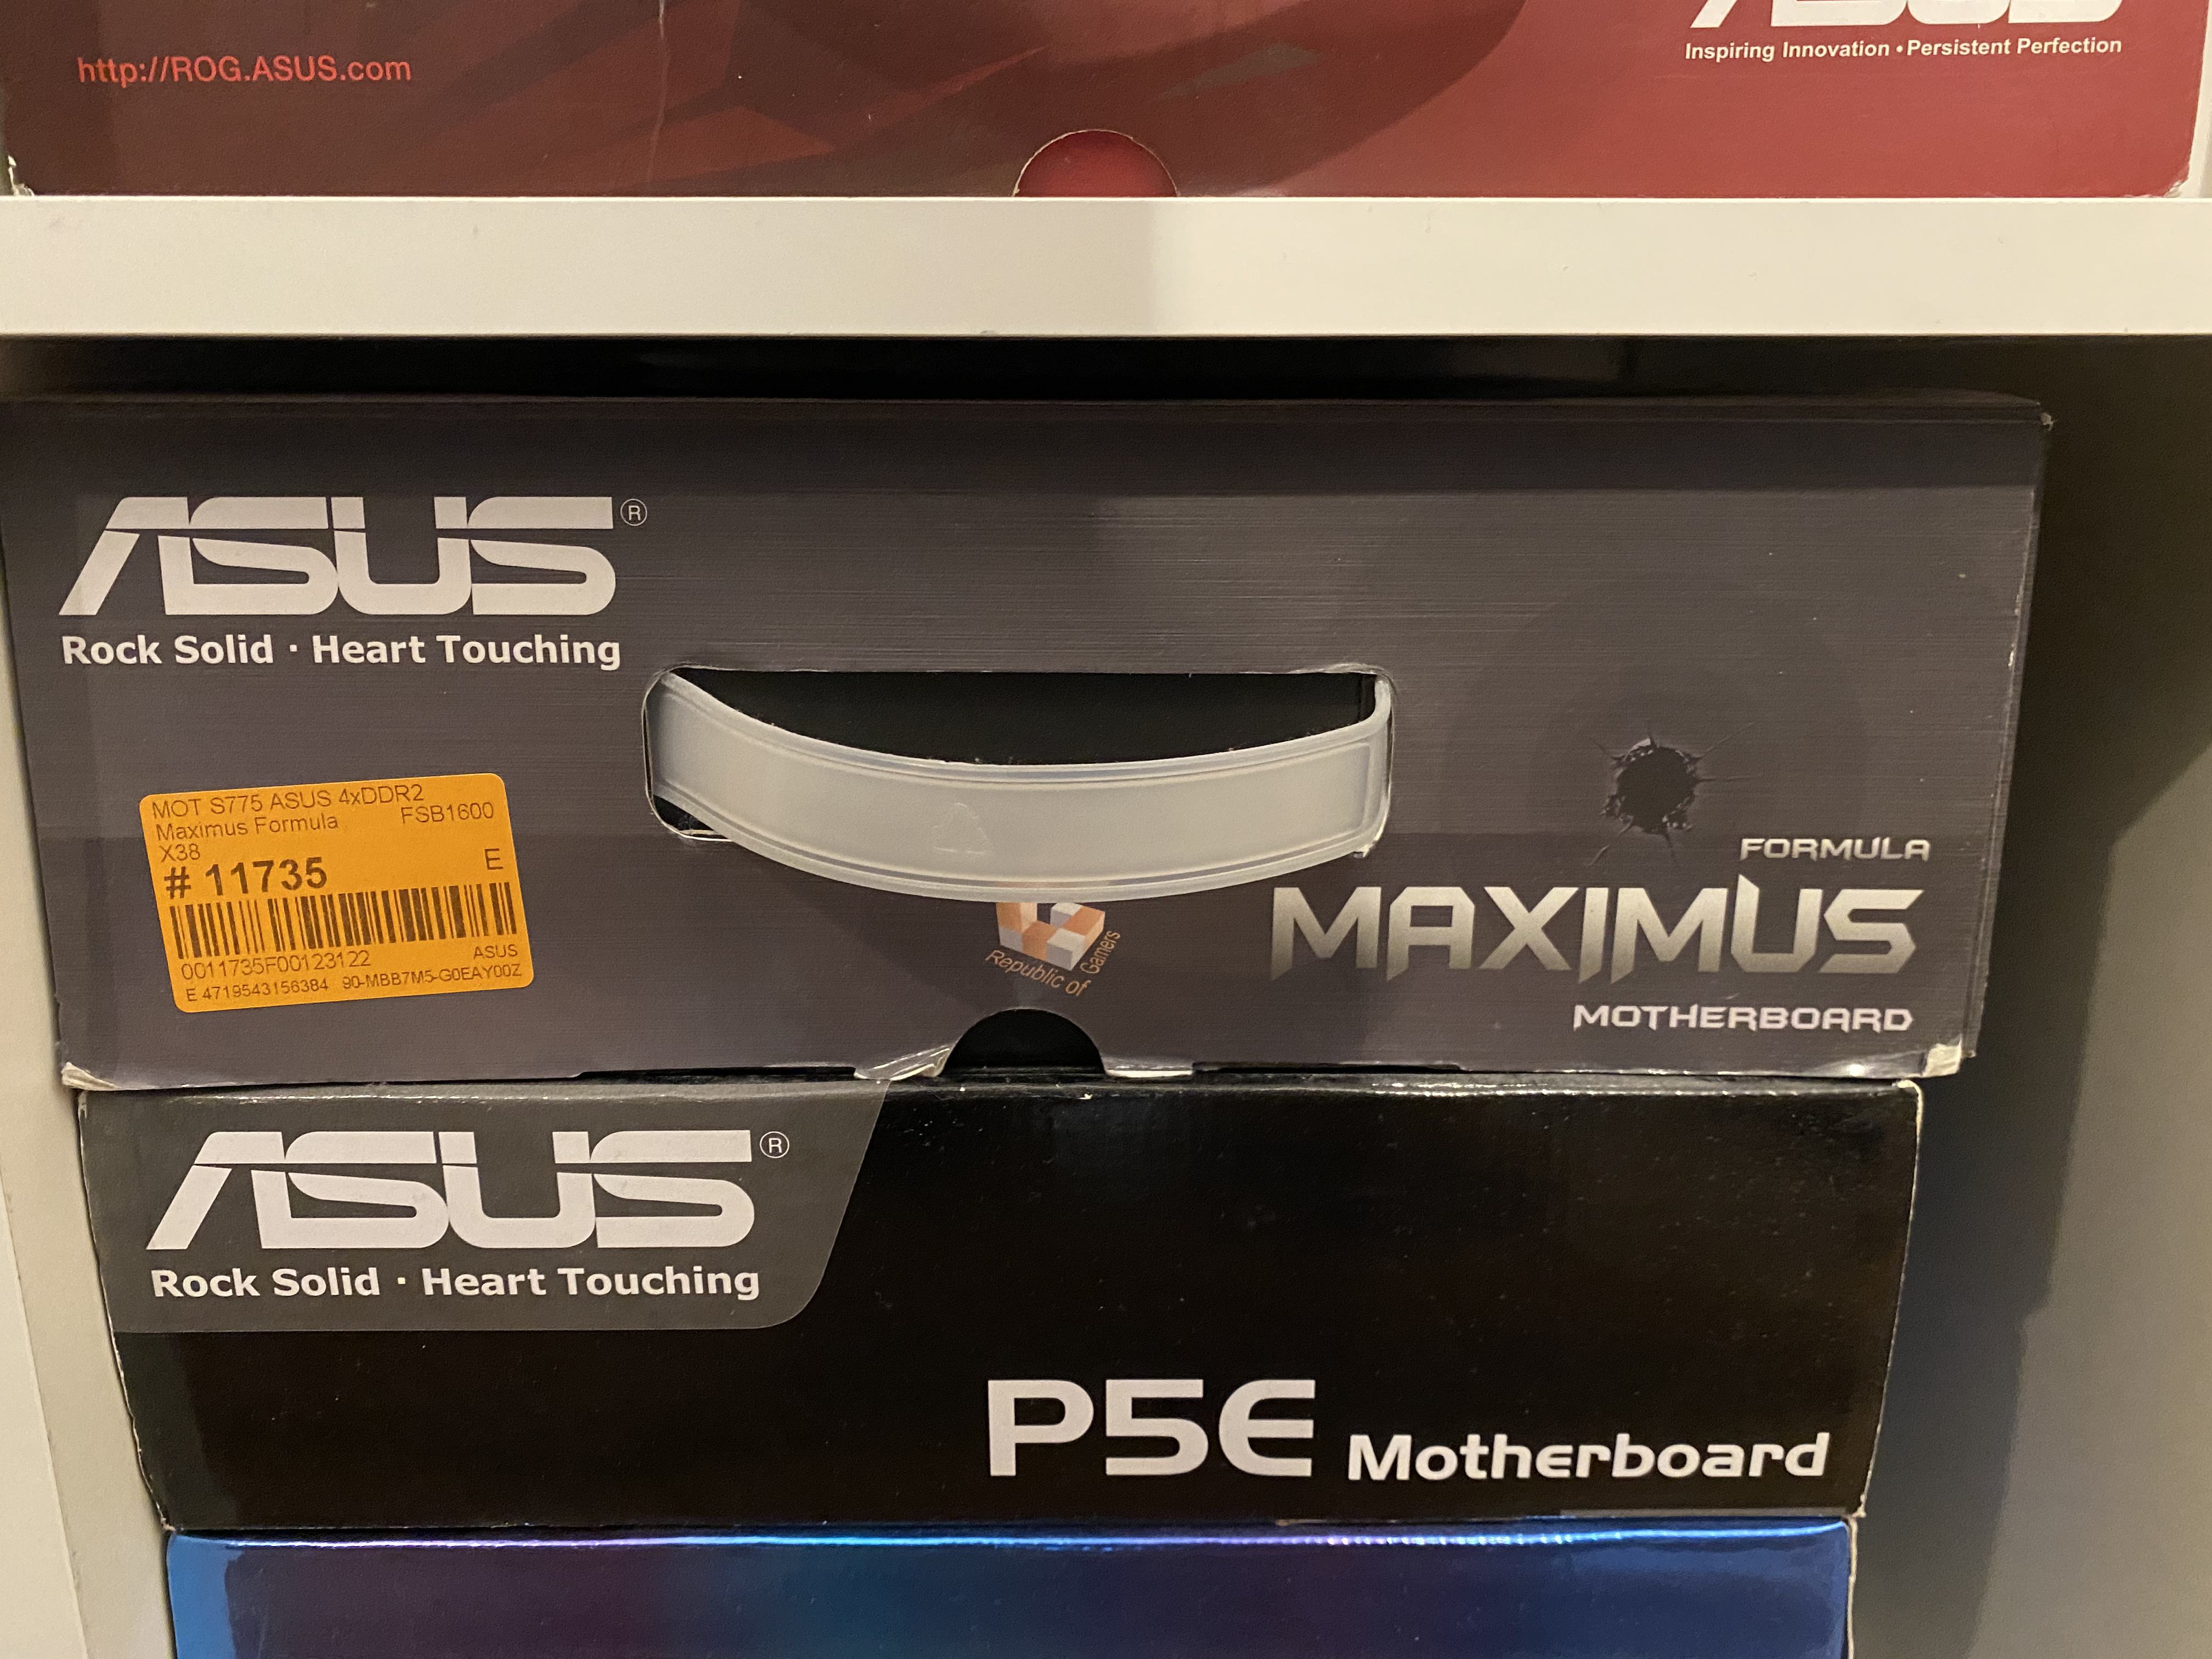 http://ROG.ASUS.com
ASUS
Inspiring Innovation • Persistent Perfection
ASUS®
Rock Solid · Heart Touching
MOT S775 ASUS 4xDDR2
Maximus Formula FSB1600
X38
# 11735 E
0011735F00123122 ASUS
E 4719543156384 90-MBB7M5-G0EAY00Z
Republic of Gamers
FORMULA
MAXIMUS
MOTHERBOARD
ASUS®
Rock Solid · Heart Touching
P5E Motherboard